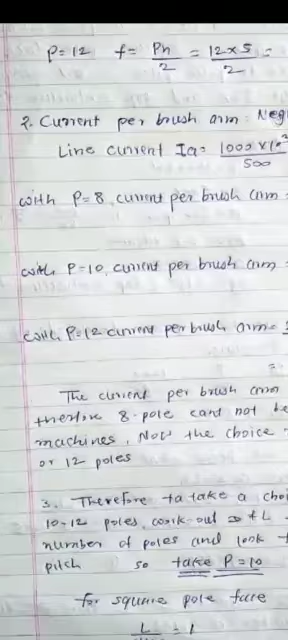 P=12 f = Pn/2 = 12×5/2 =
2. Current per brush arm: Neg
Line current Ia = 1000×10³/500
with P=8, current per brush arm =
with P=10, current per brush arm =
with P=12 current per brush arm =
The current per brush arm
therfore 8-pole cant not be
machines. Now the choice
or 12 poles
3. Therefore to take a choi
10-12 poles, work out of L
number of poles and look
pitch so take P=10
for square pole face
L = 1